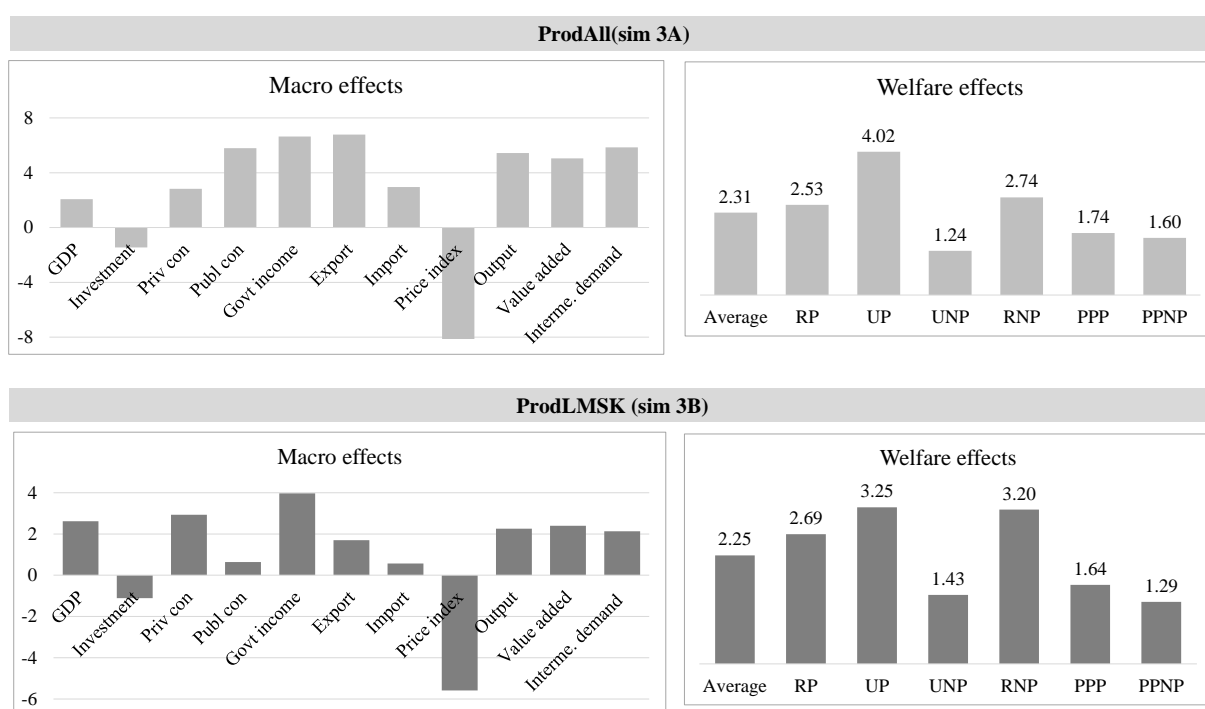 ProdAll(sim 3A)
Macro effects
8
4
0
-4
-8
GDP
Investment
Priv con
Publ con
Govt income
Export
Import
Price index
Output
Value added
Interme. demand
Welfare effects
2.31
2.53
4.02
1.24
2.74
1.74
1.60
Average RP UP UNP RNP PPP PPNP
ProdLMSK (sim 3B)
Macro effects
4
2
0
-2
-4
-6
GDP
Investment
Priv con
Publ con
Govt income
Export
Import
Price index
Output
Value added
Interme. demand
Welfare effects
2.25
2.69
3.25
1.43
3.20
1.64
1.29
Average RP UP UNP RNP PPP PPNP